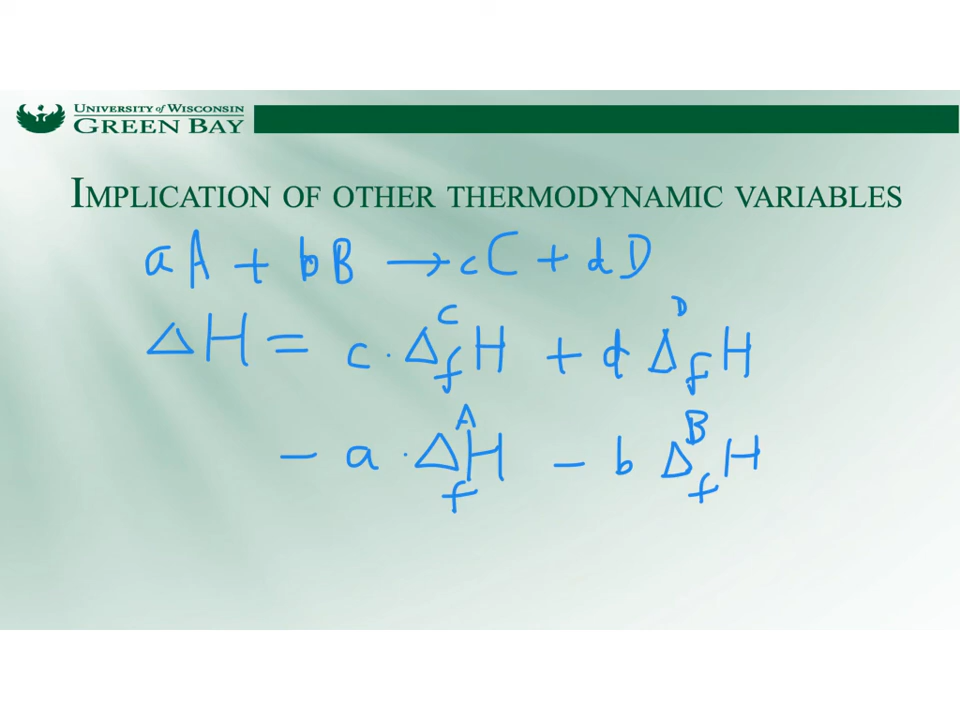 UNIVERSITY of WISCONSIN
GREEN BAY
IMPLICATION OF OTHER THERMODYNAMIC VARIABLES
aA + bB → cC + dD
ΔH = c · Δ_f^C H + d Δ_f^D H
− a · Δ_f^A H − b Δ_f^B H